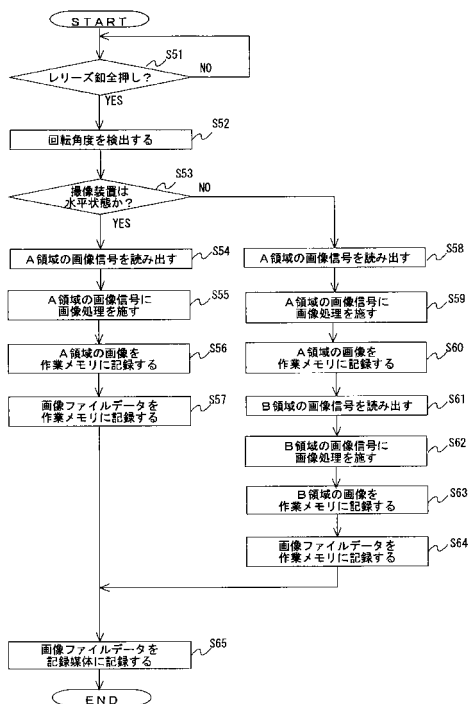 START
S51
レリーズ釦全押し?
NO
YES
S52
回転角度を検出する
S53
撮像装置は
水平状態か?
NO
YES
S54
A領域の画像信号を読み出す
S55
A領域の画像信号に
画像処理を施す
S56
A領域の画像を
作業メモリに記録する
S57
画像ファイルデータを
作業メモリに記録する
S58
A領域の画像信号を読み出す
S59
A領域の画像信号に
画像処理を施す
S60
A領域の画像を
作業メモリに記録する
S61
B領域の画像信号を読み出す
S62
B領域の画像信号に
画像処理を施す
S63
B領域の画像を
作業メモリに記録する
S64
画像ファイルデータを
作業メモリに記録する
S65
画像ファイルデータを
記録媒体に記録する
END